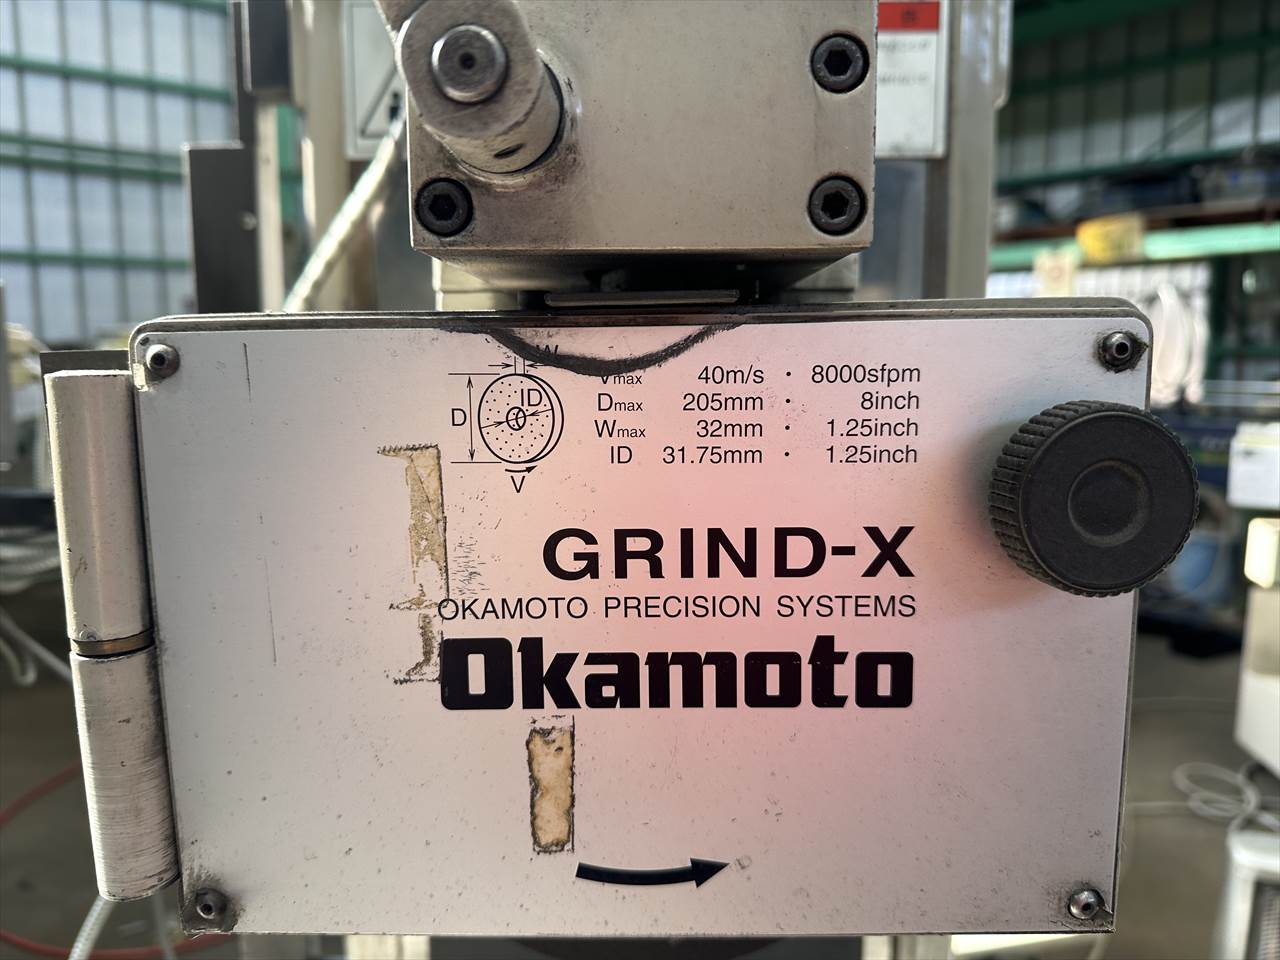 W
D
ID
V
Vmax 40m/s ・ 8000sfpm
Dmax 205mm ・ 8inch
Wmax 32mm ・ 1.25inch
ID 31.75mm ・ 1.25inch
GRIND-X
OKAMOTO PRECISION SYSTEMS
Okamoto